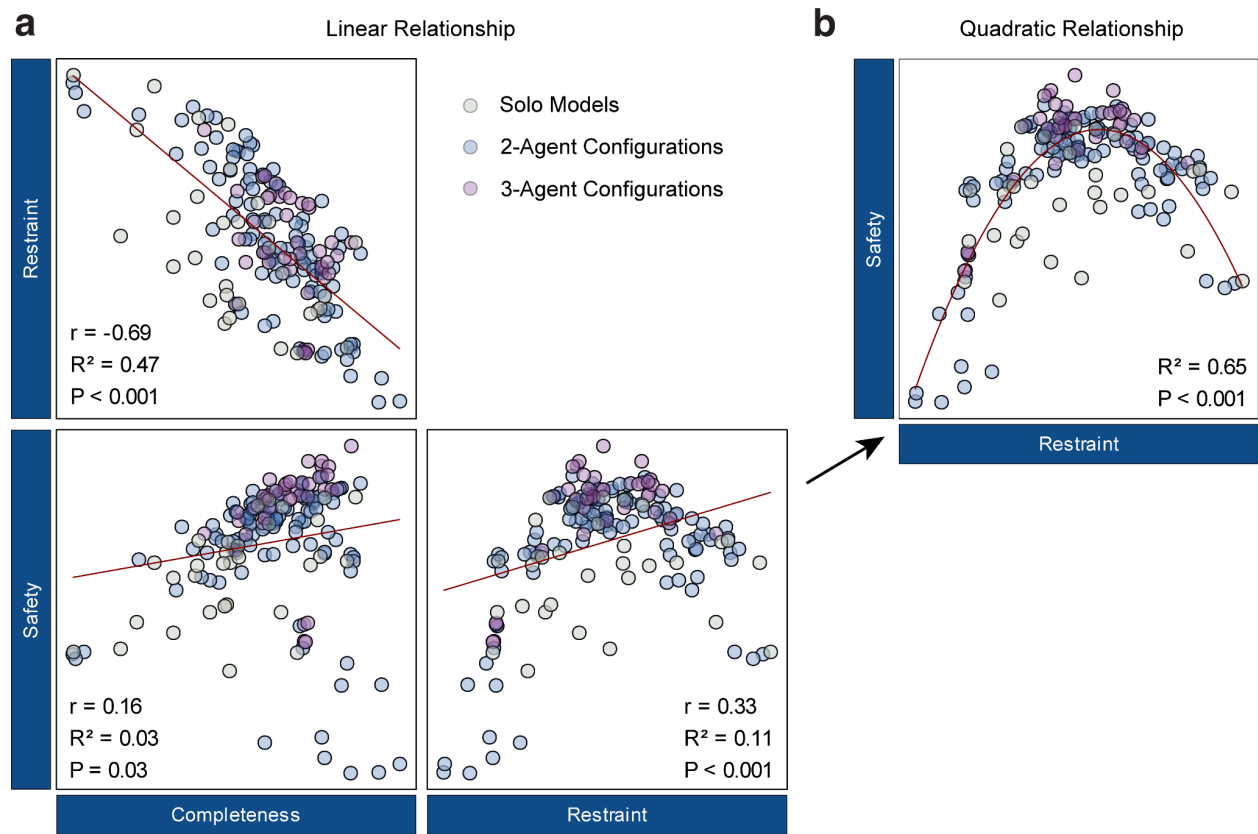 a
Linear Relationship
b
Quadratic Relationship
Restraint
Solo Models
2-Agent Configurations
3-Agent Configurations
r = -0.69
R² = 0.47
P < 0.001
Safety
R² = 0.65
P < 0.001
Restraint
Safety
r = 0.16
R² = 0.03
P = 0.03
r = 0.33
R² = 0.11
P < 0.001
Completeness
Restraint